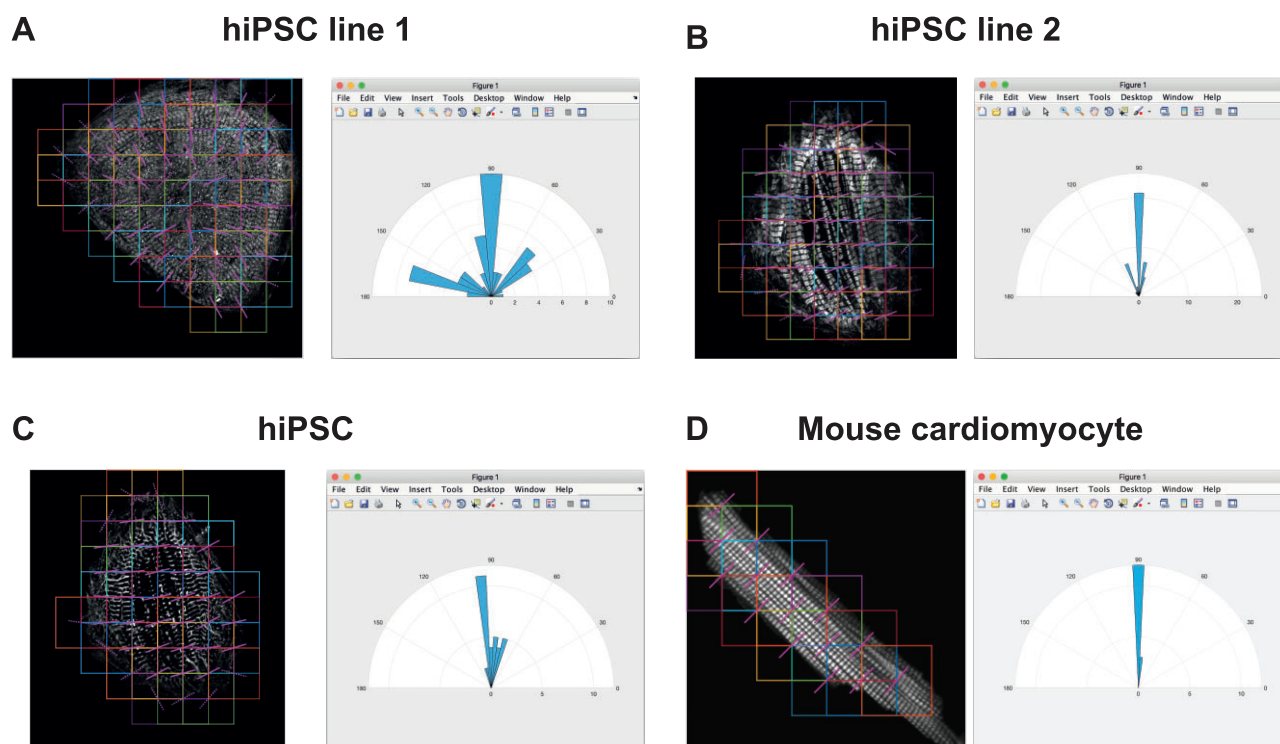 A hiPSC line 1
B hiPSC line 2
Figure 1
File Edit View Insert Tools Desktop Window Help
180 150 120 90 60 30 0
0 2 4 6 8 10
Figure 1
File Edit View Insert Tools Desktop Window Help
180 150 120 90 60 30 0
0 10 20
C hiPSC
D Mouse cardiomyocyte
Figure 1
File Edit View Insert Tools Desktop Window Help
180 150 120 90 60 30 0
0 5 10
Figure 1
File Edit View Insert Tools Desktop Window Help
180 150 120 90 60 30 0
0 5 10